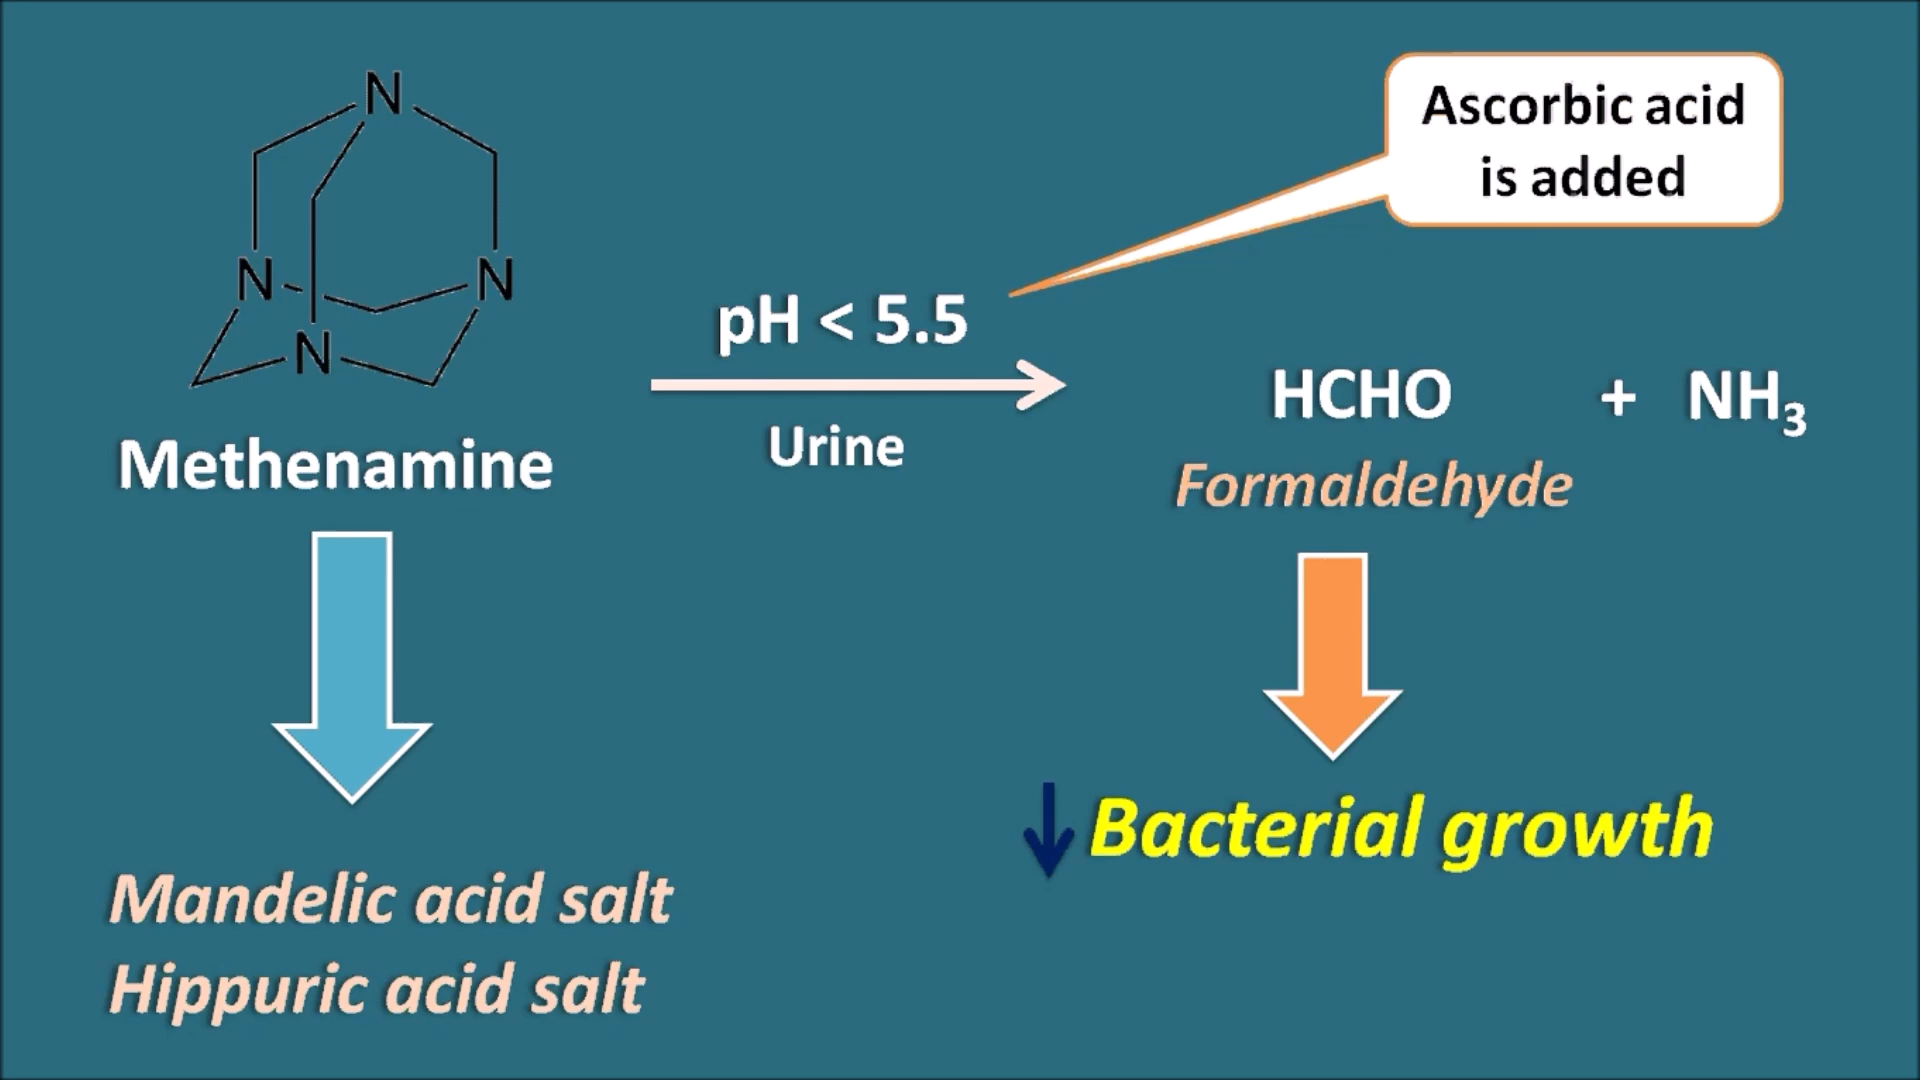 N
N
N
N
Methenamine
pH < 5.5
Urine
Ascorbic acid
is added
HCHO + NH₃
Formaldehyde
Bacterial growth
Mandelic acid salt
Hippuric acid salt